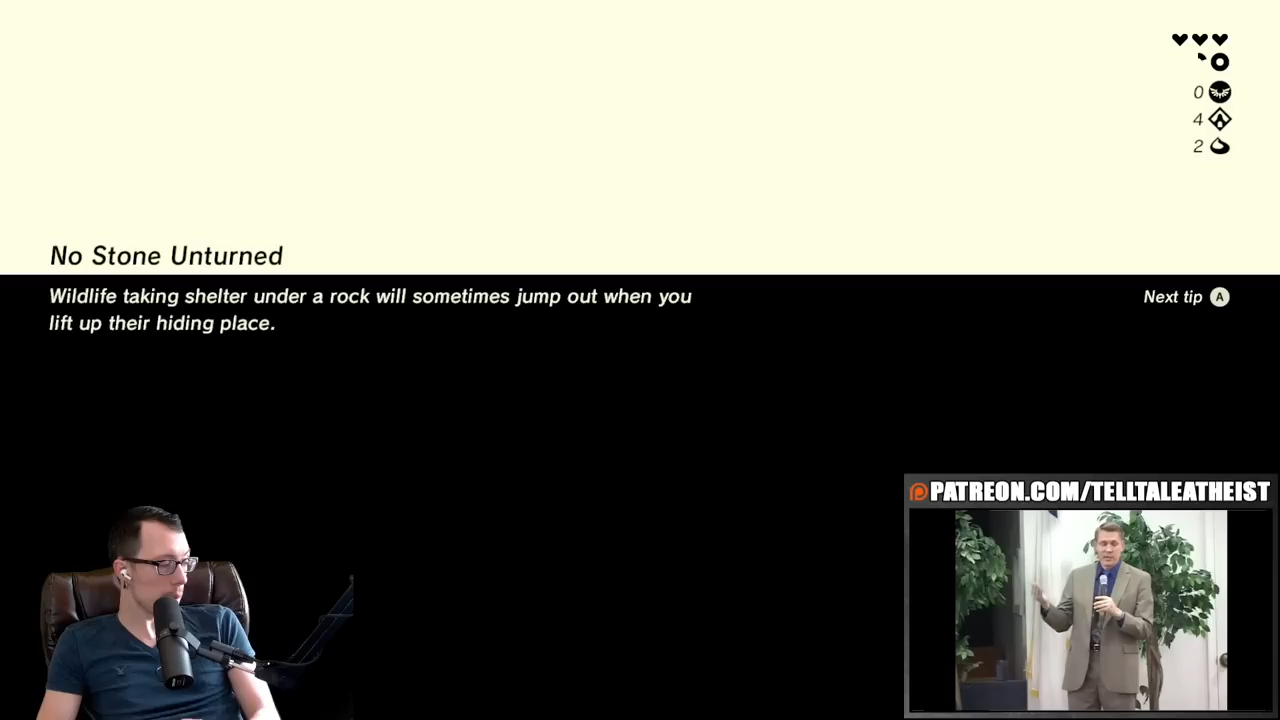 0
4
2
No Stone Unturned
Wildlife taking shelter under a rock will sometimes jump out when you
lift up their hiding place.
Next tip A
PATREON.COM/TELLTALEATHEIST